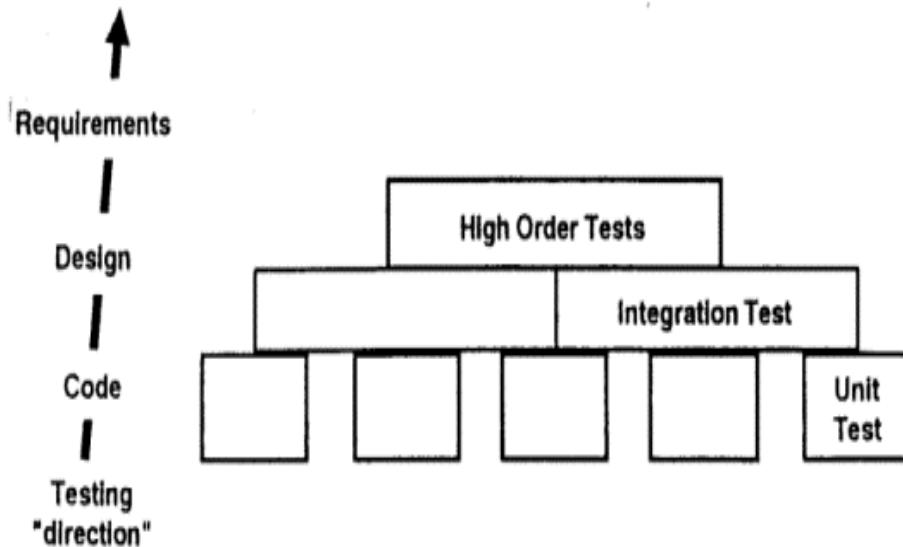 Requirements
High Order Tests
Design
Integration Test
Code
Unit
Test
Testing
"direction"